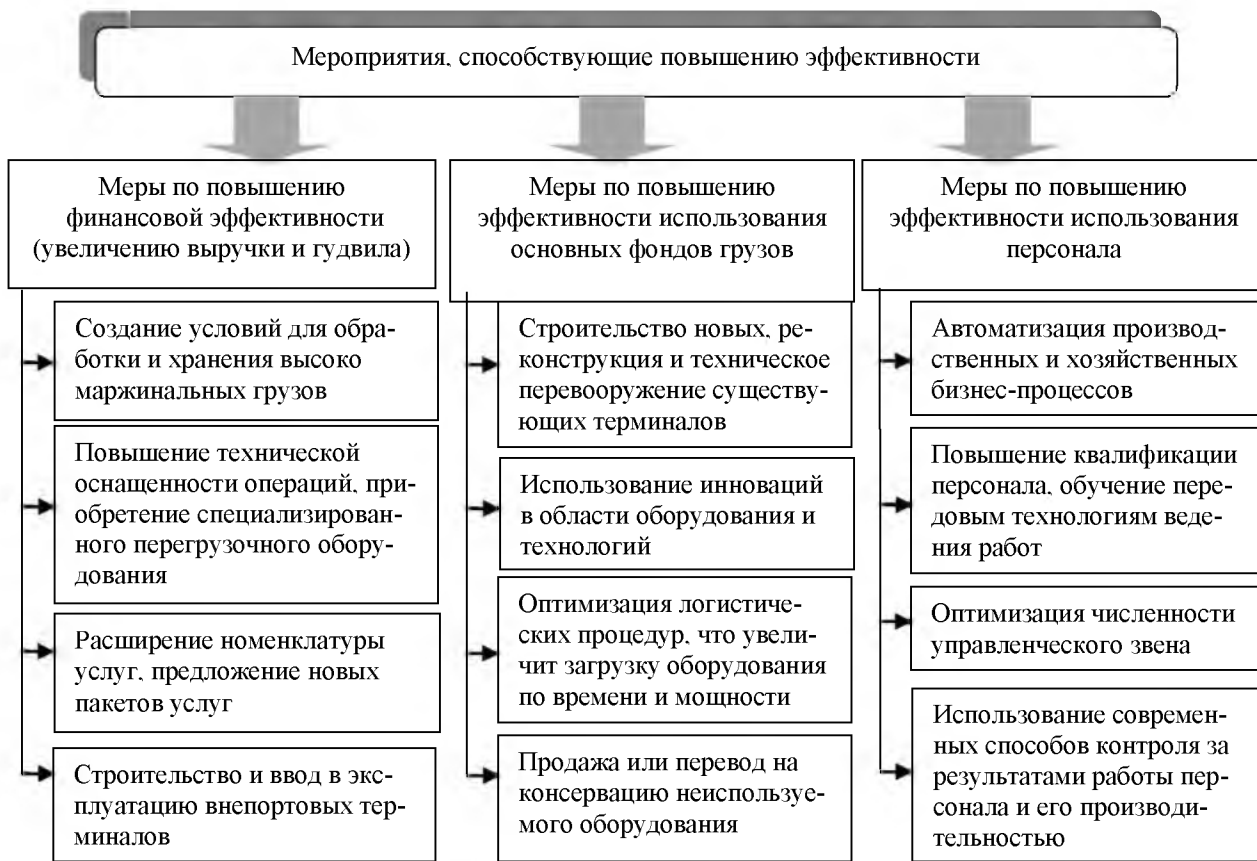 Мероприятия, способствующие повышению эффективности
Меры по повышению
финансовой эффективности
(увеличению выручки и гудвила)
Создание условий для обра-
ботки и хранения высоко
маржинальных грузов
Повышение технической
оснащенности операций, при-
обретение специализирован-
ного перегрузочного обору-
дования
Расширение номенклатуры
услуг, предложение новых
пакетов услуг
Строительство и ввод в экс-
плуатацию внепортовых тер-
миналов
Меры по повышению
эффективности использования
основных фондов грузов
Строительство новых, ре-
конструкция и техническое
перевооружение существу-
ющих терминалов
Использование инноваций
в области оборудования и
технологий
Оптимизация логистиче-
ских процедур, что увели-
чит загрузку оборудования
по времени и мощности
Продажа или перевод на
консервацию неиспользуе-
мого оборудования
Меры по повышению
эффективности использования
персонала
Автоматизация производ-
ственных и хозяйственных
бизнес-процессов
Повышение квалификации
персонала, обучение пере-
довым технологиям веде-
ния работ
Оптимизация численности
управленческого звена
Использование современ-
ных способов контроля за
результатами работы пер-
сонала и его производи-
тельностью